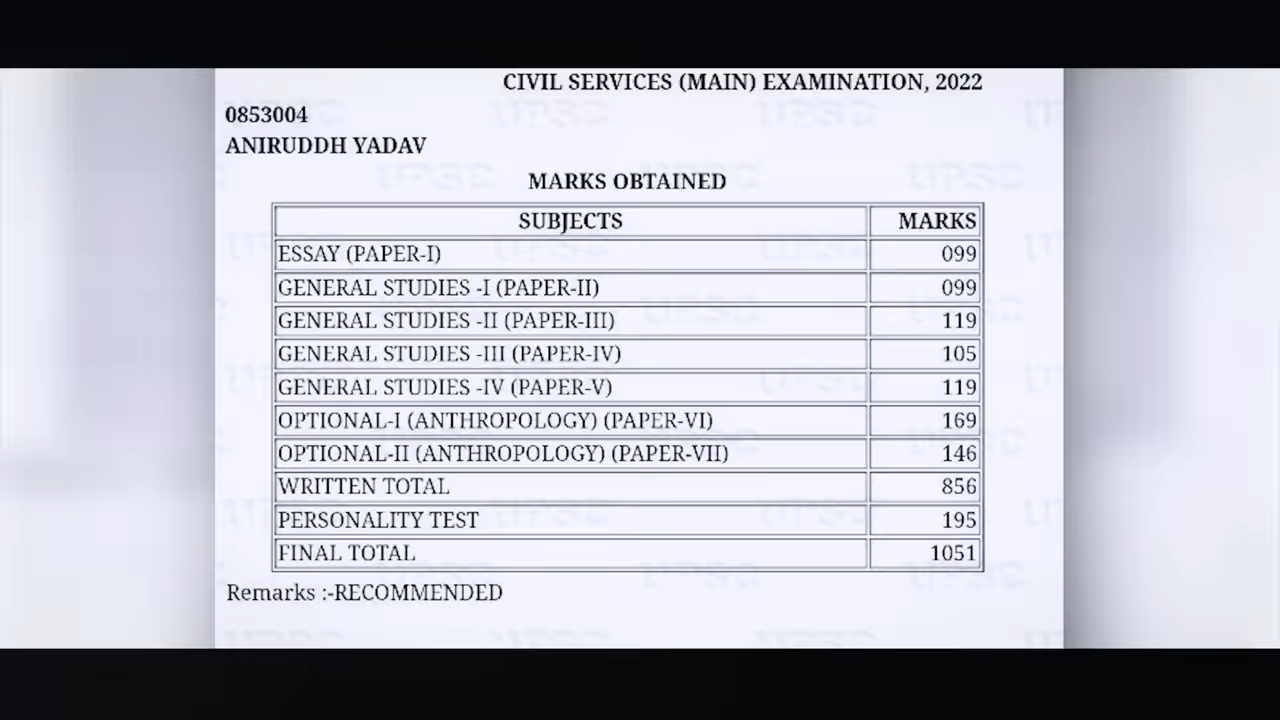 CIVIL SERVICES (MAIN) EXAMINATION, 2022
0853004
ANIRUDDH YADAV
MARKS OBTAINED
SUBJECTS MARKS
ESSAY (PAPER-I) 099
GENERAL STUDIES -I (PAPER-II) 099
GENERAL STUDIES -II (PAPER-III) 119
GENERAL STUDIES -III (PAPER-IV) 105
GENERAL STUDIES -IV (PAPER-V) 119
OPTIONAL-I (ANTHROPOLOGY) (PAPER-VI) 169
OPTIONAL-II (ANTHROPOLOGY) (PAPER-VII) 146
WRITTEN TOTAL 856
PERSONALITY TEST 195
FINAL TOTAL 1051
Remarks :-RECOMMENDED